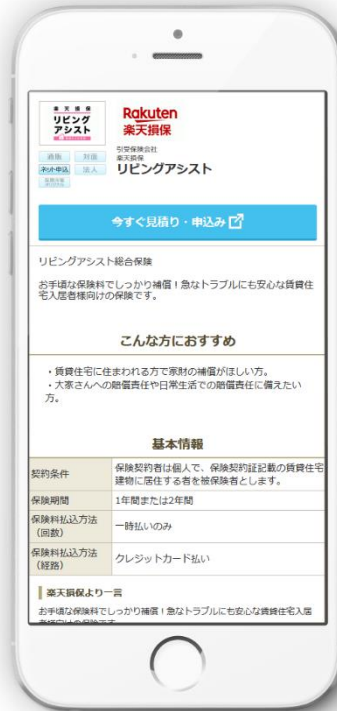 楽天損保
リビング
アシスト
Rakuten
楽天損保
通販
対面
ネット申込
法人
引受保険会社
楽天損保
リビングアシスト
今すぐ見積り・申込み
リビングアシスト総合保険
お手頃な保険料でしっかり補償！急なトラブルにも安心な賃貸住
宅入居者様向けの保険です。
こんな方におすすめ
・賃貸住宅に住まわれる方で家財の補償がほしい方。
・大家さんへの賠償責任や日常生活での賠償責任に備えたい
方。
基本情報
契約条件
保険契約者は個人で、保険契約証記載の賃貸住宅
建物に居住する者を被保険者とします。
保険期間
1年間または2年間
保険料払込方法
（回数）
一時払いのみ
保険料払込方法
（経路）
クレジットカード払い
楽天損保より一言
お手頃な保険料でしっかり補償！急なトラブルにも安心な賃貸住宅入居
者様向けの保険です